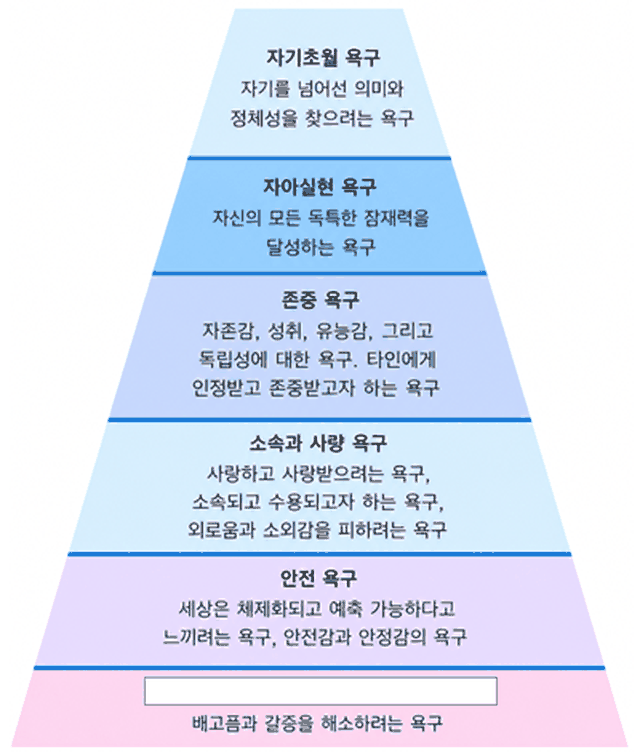 자기초월 욕구
자기를 넘어선 의미와
정체성을 찾으려는 욕구
자아실현 욕구
자신의 모든 독특한 잠재력을
달성하는 욕구
존중 욕구
자존감, 성취, 유능감, 그리고
독립성에 대한 욕구. 타인에게
인정받고 존중받고자 하는 욕구
소속과 사랑 욕구
사랑하고 사랑받으려는 욕구,
소속되고 수용되고자 하는 욕구,
외로움과 소외감을 피하려는 욕구
안전 욕구
세상은 체제화되고 예측 가능하다고
느끼려는 욕구, 안전감과 안정감의 욕구
배고픔과 갈증을 해소하려는 욕구